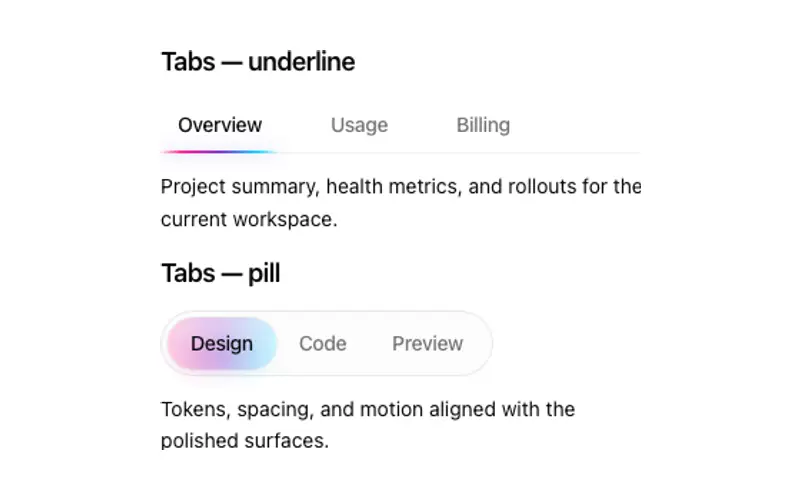 Tabs — underline
Overview Usage Billing
Project summary, health metrics, and rollouts for the
current workspace.
Tabs — pill
Design Code Preview
Tokens, spacing, and motion aligned with the
polished surfaces.